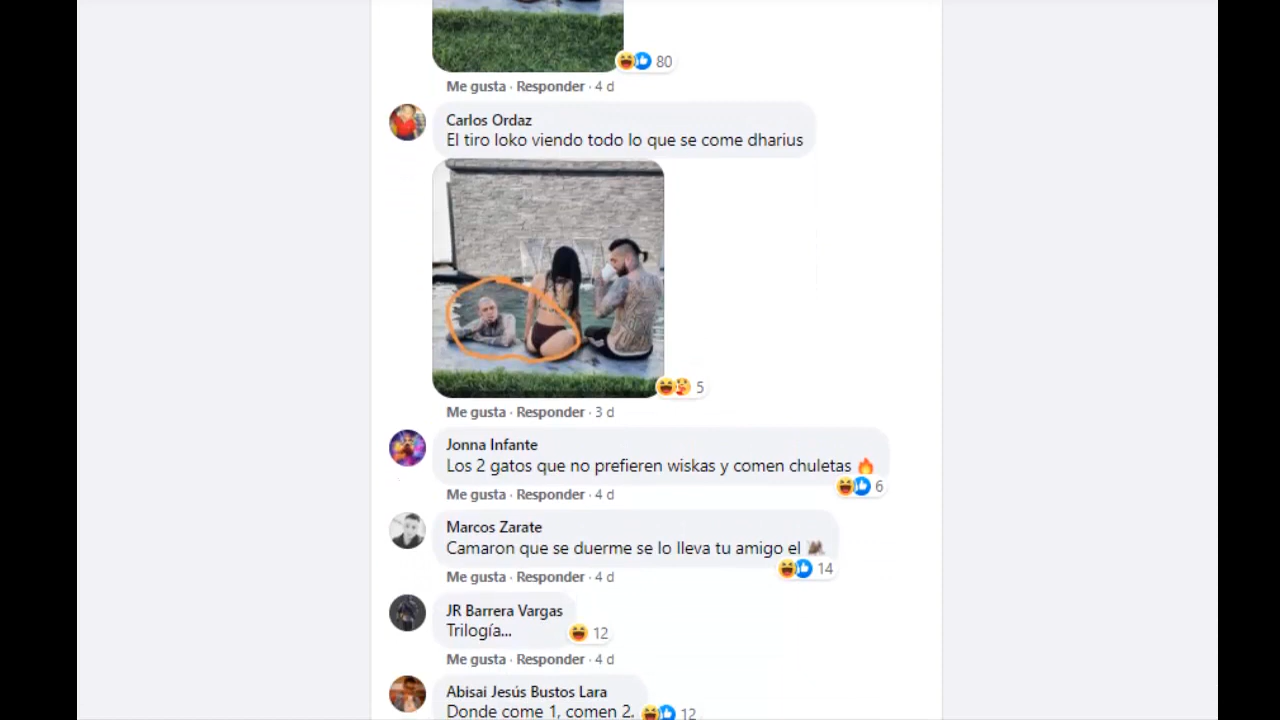 80
Me gusta · Responder · 4 d
Carlos Ordaz
El tiro loko viendo todo lo que se come dharius
5
Me gusta · Responder · 3 d
Jonna Infante
Los 2 gatos que no prefieren wiskas y comen chuletas 🔥
6
Me gusta · Responder · 4 d
Marcos Zarate
Camaron que se duerme se lo lleva tu amigo el
14
Me gusta · Responder · 4 d
JR Barrera Vargas
Trilogía...
12
Me gusta · Responder · 4 d
Abisai Jesús Bustos Lara
Donde come 1, comen 2.
12